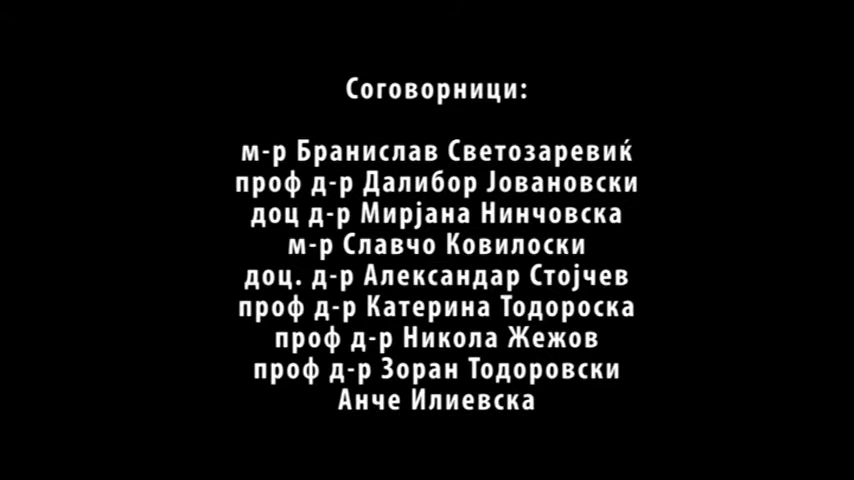 Соговорници:
м-р Бранислав Светозаревиќ
проф д-р Далибор Јовановски
доц д-р Мирјана Нинчовска
м-р Славчо Ковилоски
доц. д-р Александар Стојчев
проф д-р Катерина Тодороска
проф д-р Никола Жежов
проф д-р Зоран Тодоровски
Анче Илиевска